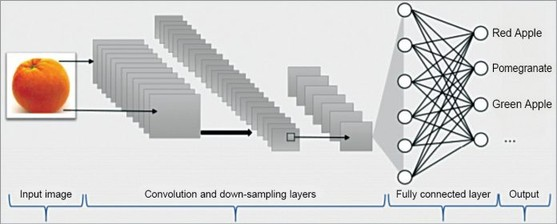 Red Apple
Pomegranate
Green Apple
...
Input image
Convolution and down-sampling layers
Fully connected layer
Output